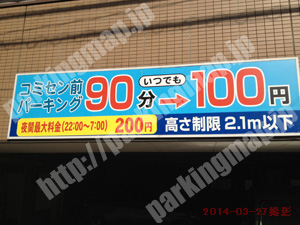 コミセン前
パーキング
90分 いつでも → 100円
夜間最大料金(22:00~7:00) 200円 高さ制限 2.1m以下
http://parkingmap.jp
2014-03-27撮影